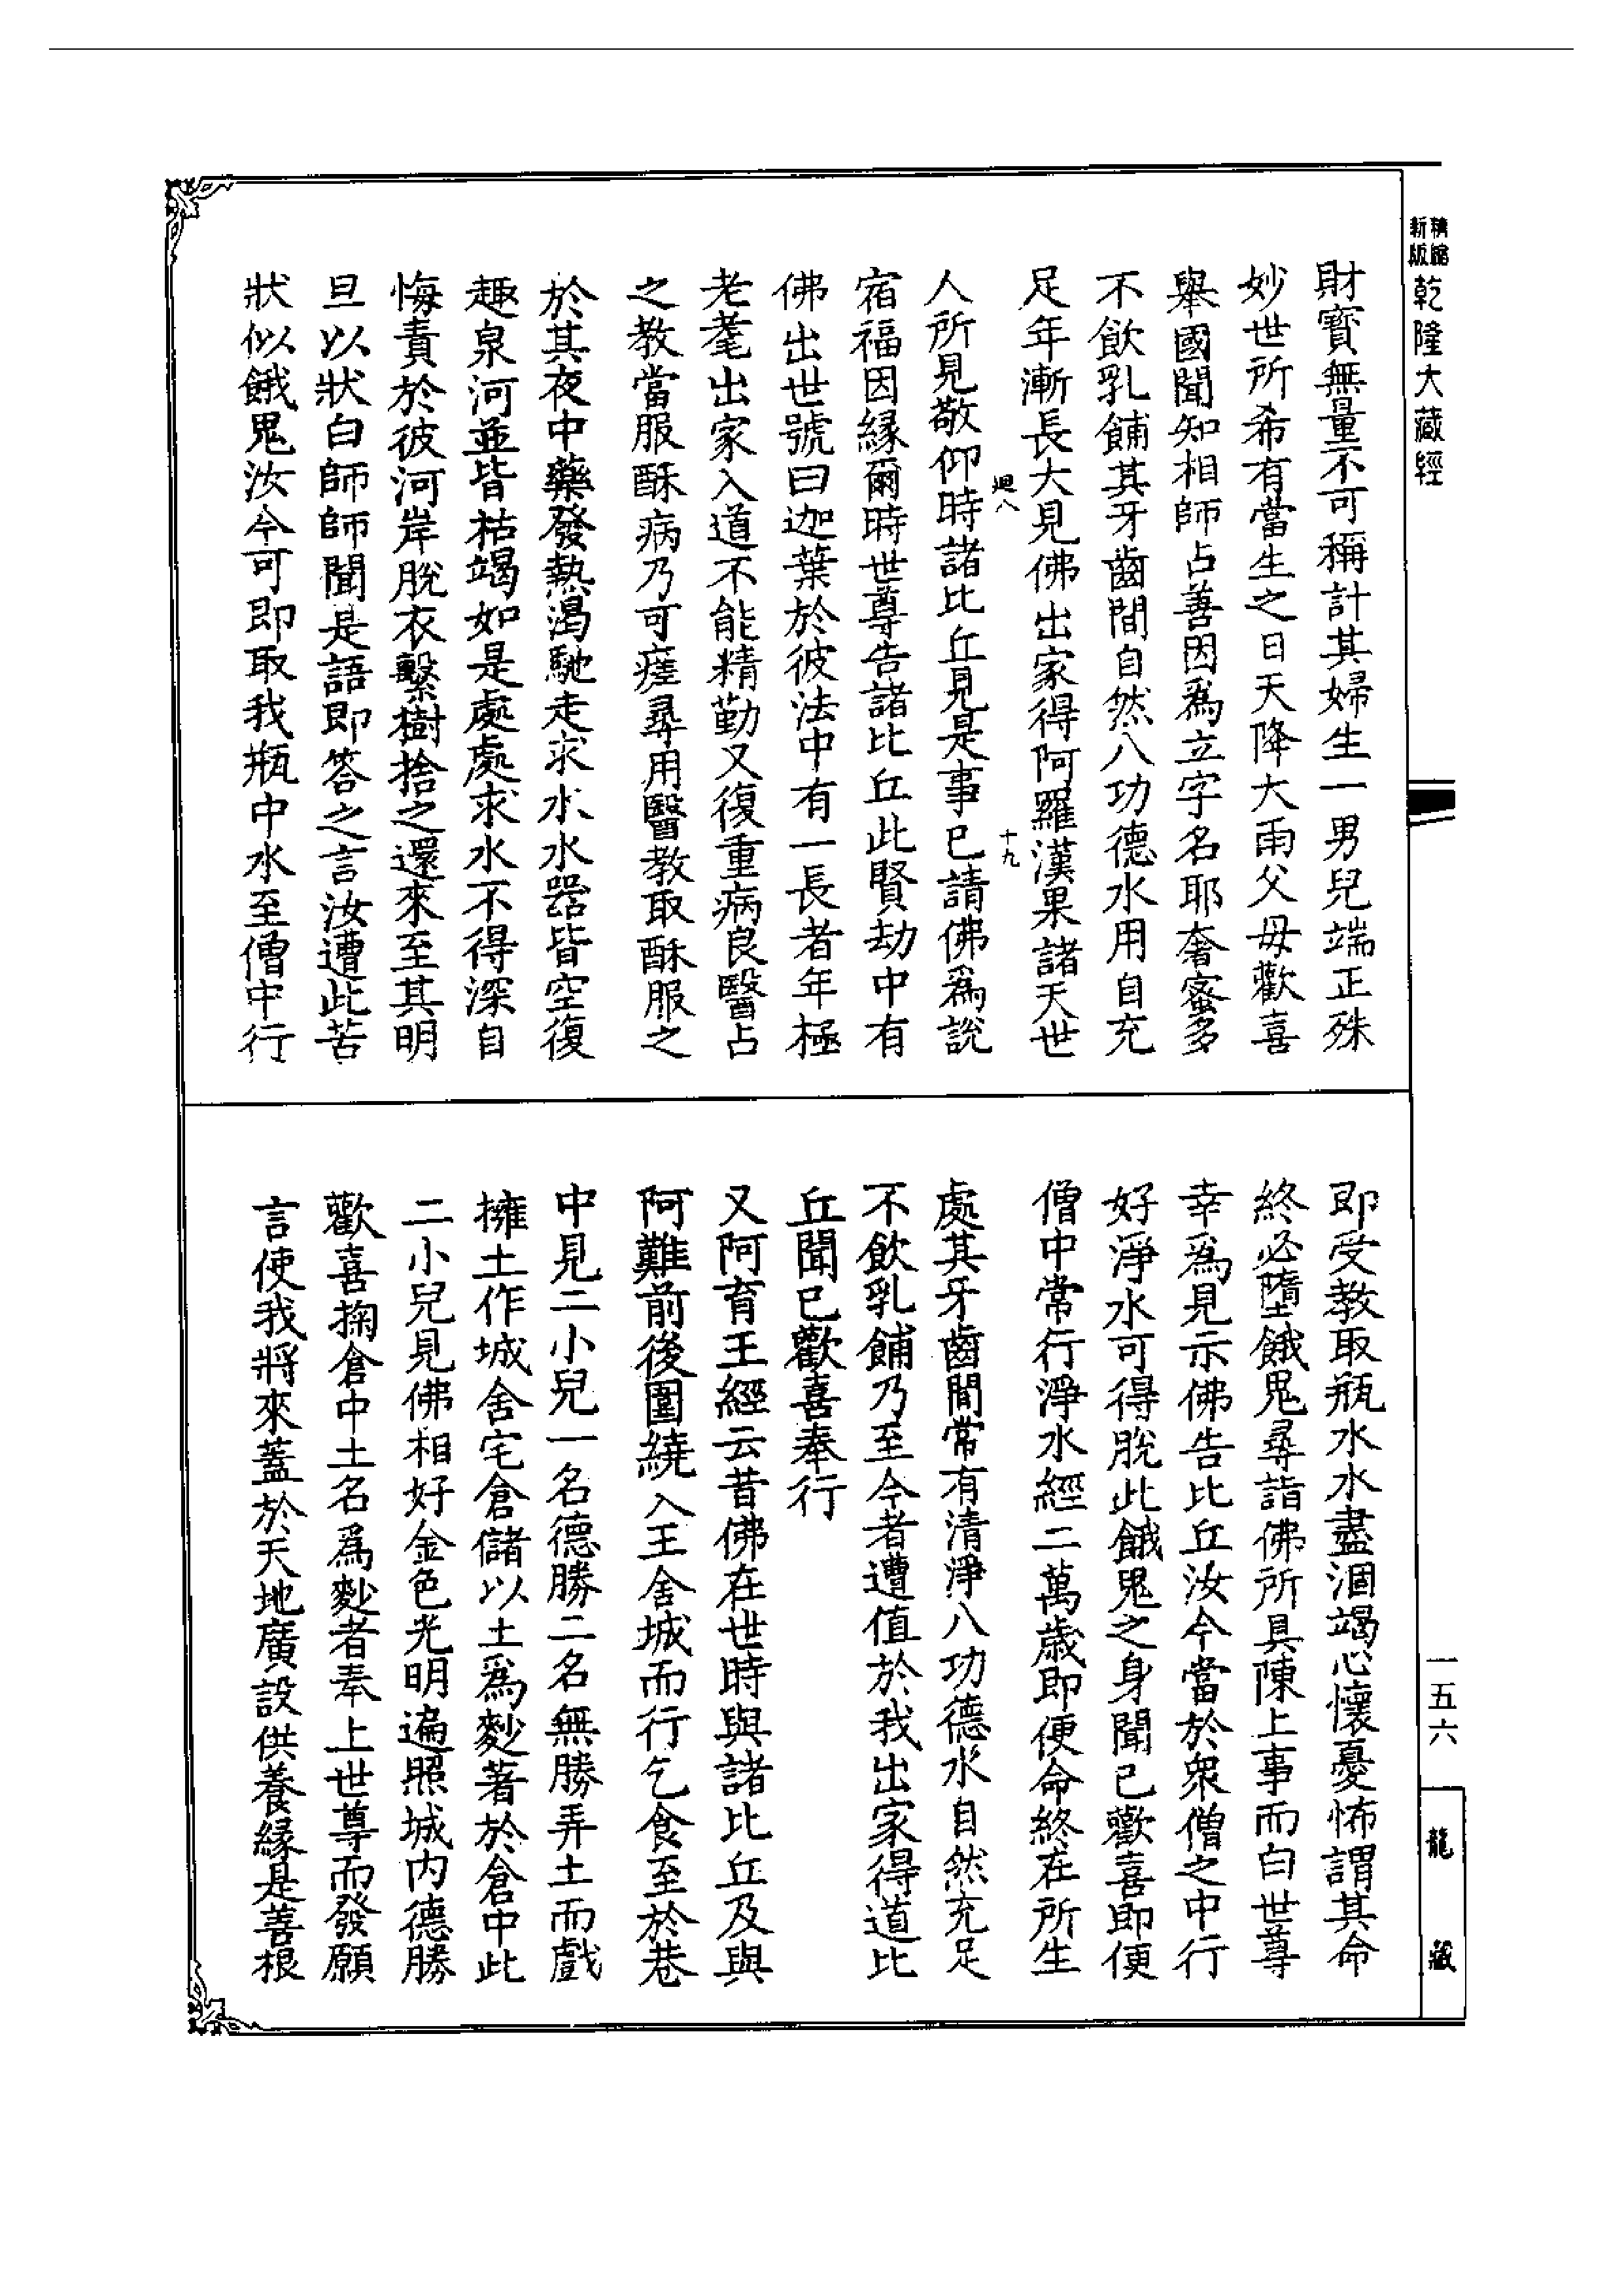 精縮新版
乾隆大藏經
財寶無量不可稱計其婦生一男兒端正殊
妙世所希有當生之日天降大雨父母歡喜
舉國聞知相師占善因爲立字名耶奢蜜多
不飲乳餔其牙齒間自然八功德水用自充
足年漸長大見佛出家得阿羅漢果諸天世
廻八
十九
人所見敬仰時諸比丘見是事已請佛爲說
宿福因緣爾時世尊告諸比丘此賢劫中有
佛出世號曰迦葉於彼法中有一長者年極
老耄出家入道不能精勤又復重病良醫占
之教當服酥病乃可瘥尋用醫教取酥服之
於其夜中藥發熱渴馳走求水水器皆空復
趣泉河並皆枯竭如是處處求水不得深自
悔責於彼河岸脫衣繫樹捨之還來至其明
旦以狀白師師聞是語即答之言汝遭此苦
狀似餓鬼汝今可即取我瓶中水至僧中行
即受教取瓶水水盡涸竭心懷憂怖謂其命
終必墮餓鬼尋詣佛所具陳上事而白世尊
幸爲見示佛告比丘汝今當於衆僧之中行
好淨水可得脫此餓鬼之身聞已歡喜即便
僧中常行淨水經二萬歲即便命終在所生
處其牙齒間常有清淨八功德水自然充足
不飲乳餔乃至今者遭值於我出家得道比
丘聞已歡喜奉行
又阿育王經云昔佛在世時與諸比丘及與
阿難前後圍繞入王舍城而行乞食至於巷
中見二小兒一名德勝二名無勝弄土而戲
擁土作城舍宅倉儲以土爲麨著於倉中此
二小兒見佛相好金色光明遍照城内德勝
歡喜掬倉中土名爲麨者奉上世尊而發願
言使我將來蓋於天地廣設供養緣是善根
一五六
龍藏